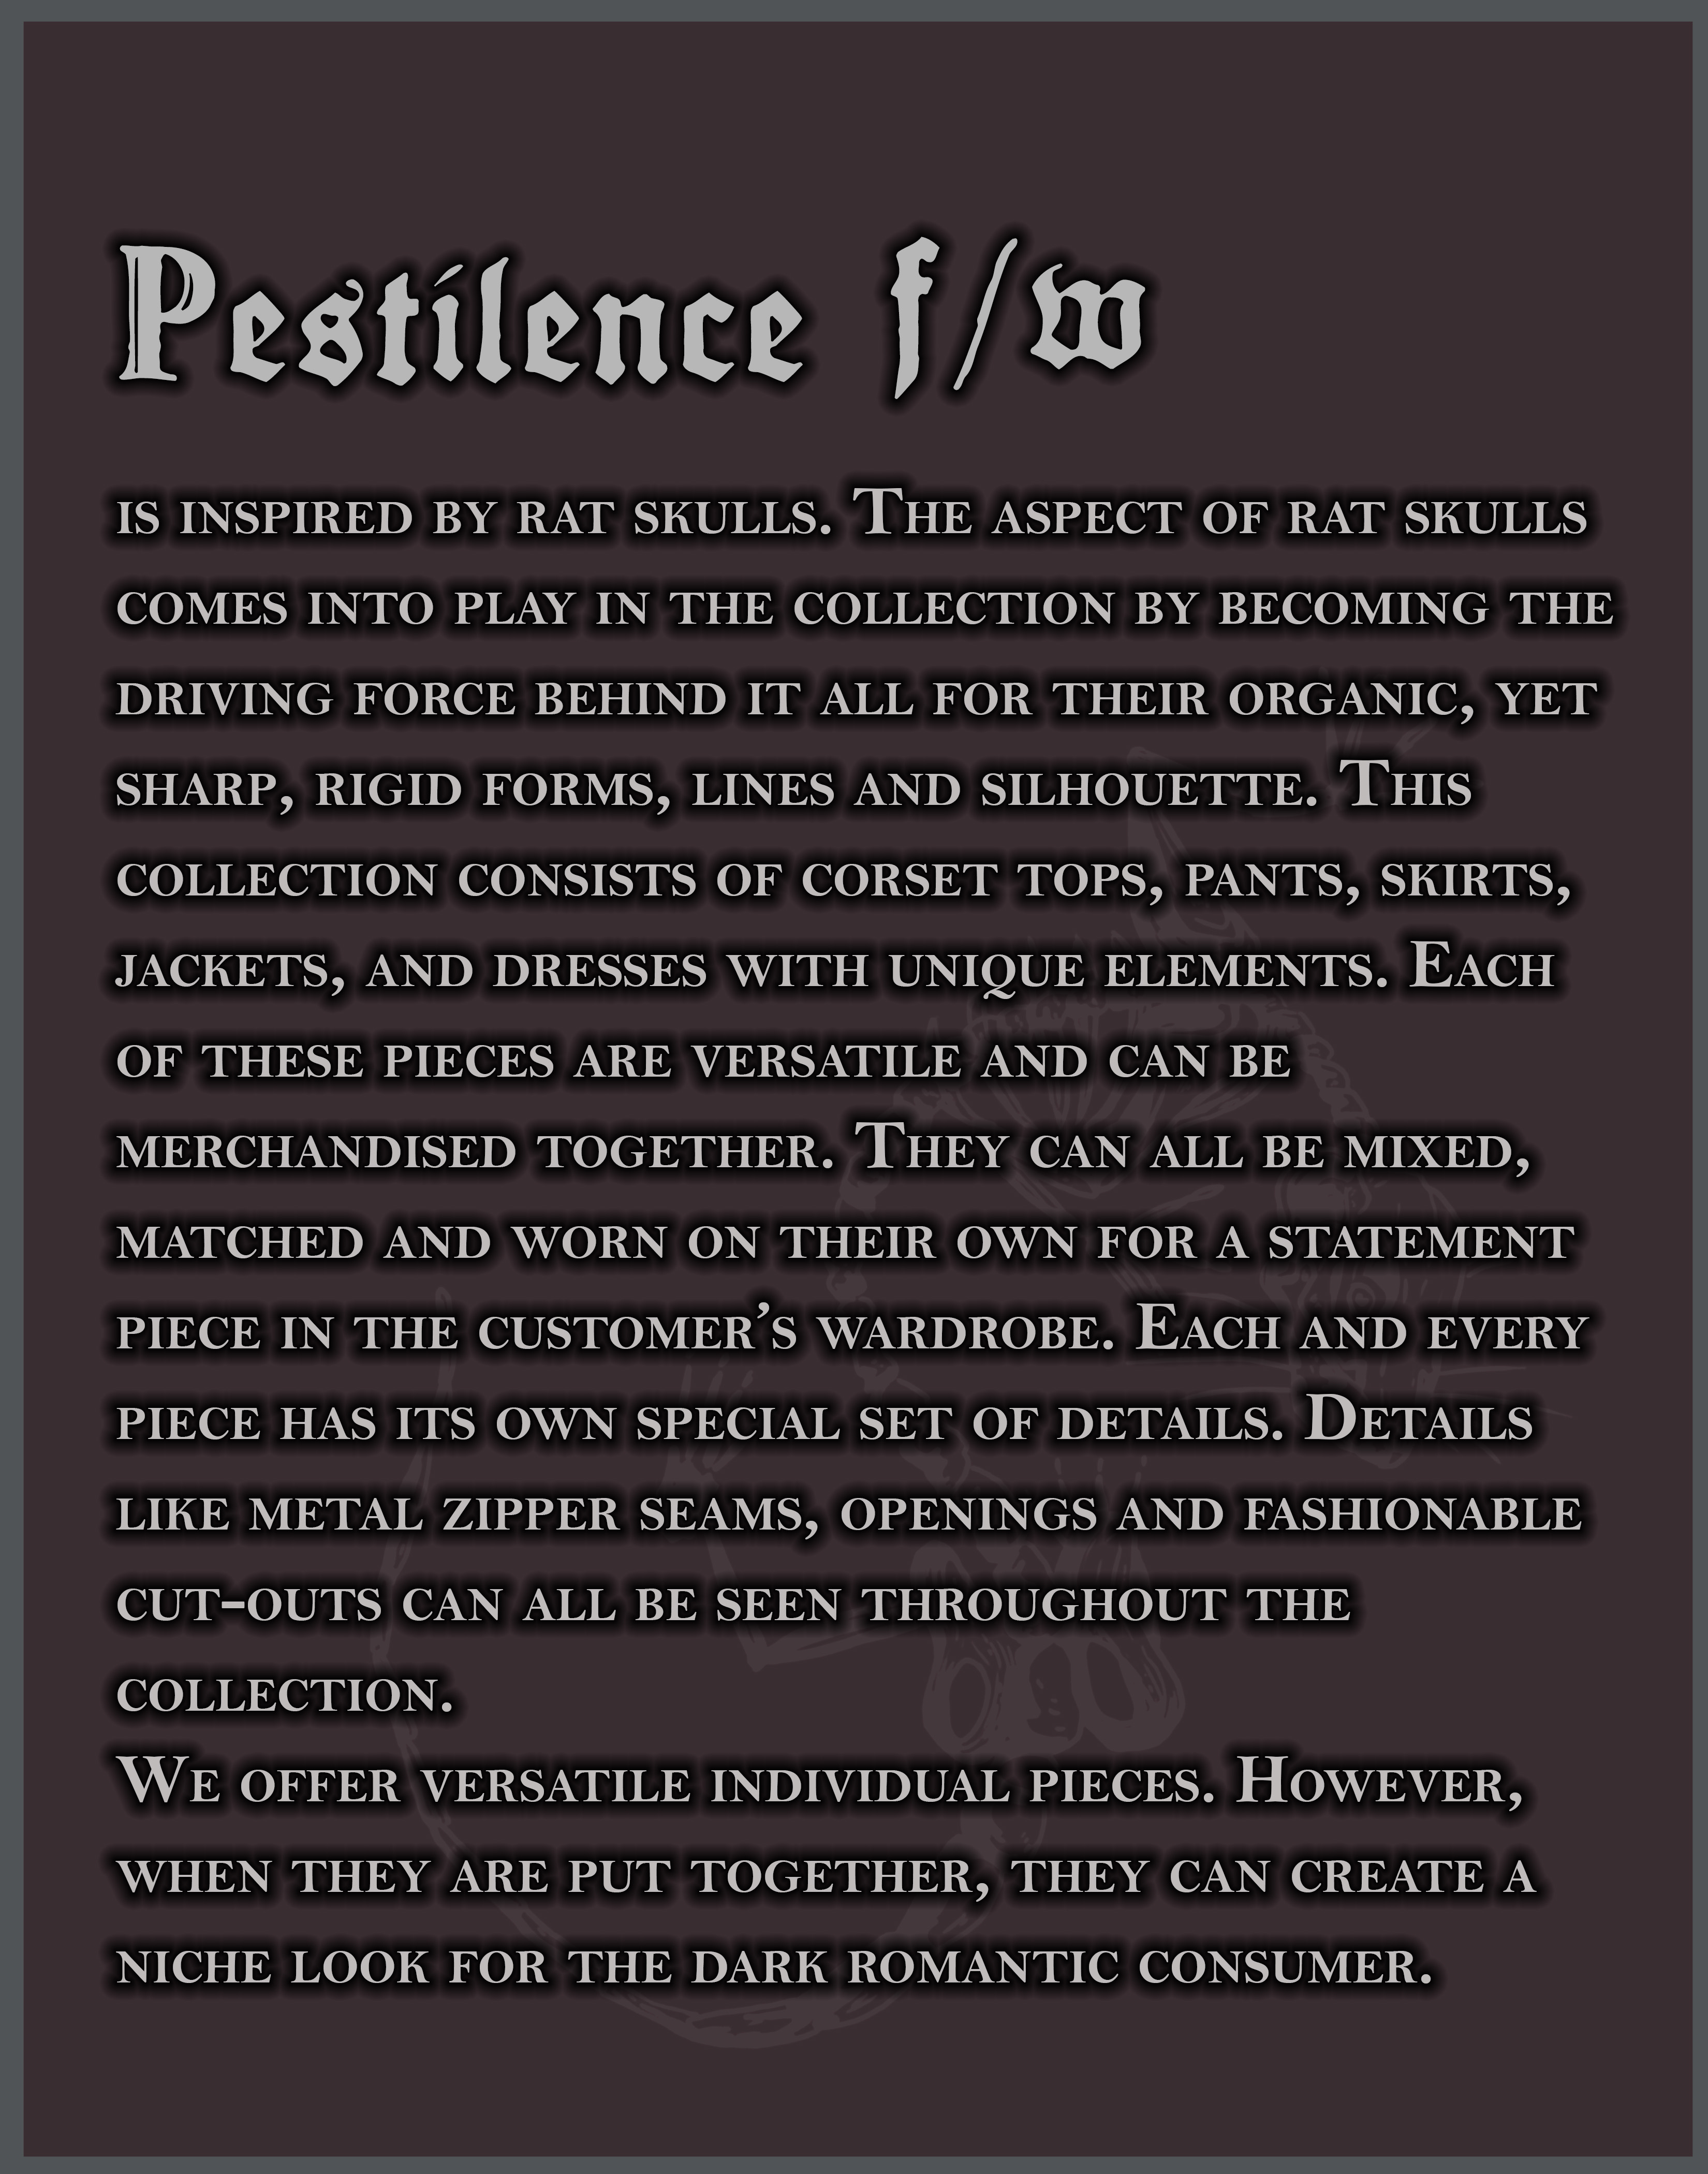 Pestilence f/w
is inspired by rat skulls. The aspect of rat skulls
comes into play in the collection by becoming the
driving force behind it all for their organic, yet
sharp, rigid forms, lines and silhouette. This
collection consists of corset tops, pants, skirts,
jackets, and dresses with unique elements. Each
of these pieces are versatile and can be
merchandised together. They can all be mixed,
matched and worn on their own for a statement
piece in the customer’s wardrobe. Each and every
piece has its own special set of details. Details
like metal zipper seams, openings and fashionable
cut-outs can all be seen throughout the
collection.
We offer versatile individual pieces. However,
when they are put together, they can create a
niche look for the dark romantic consumer.